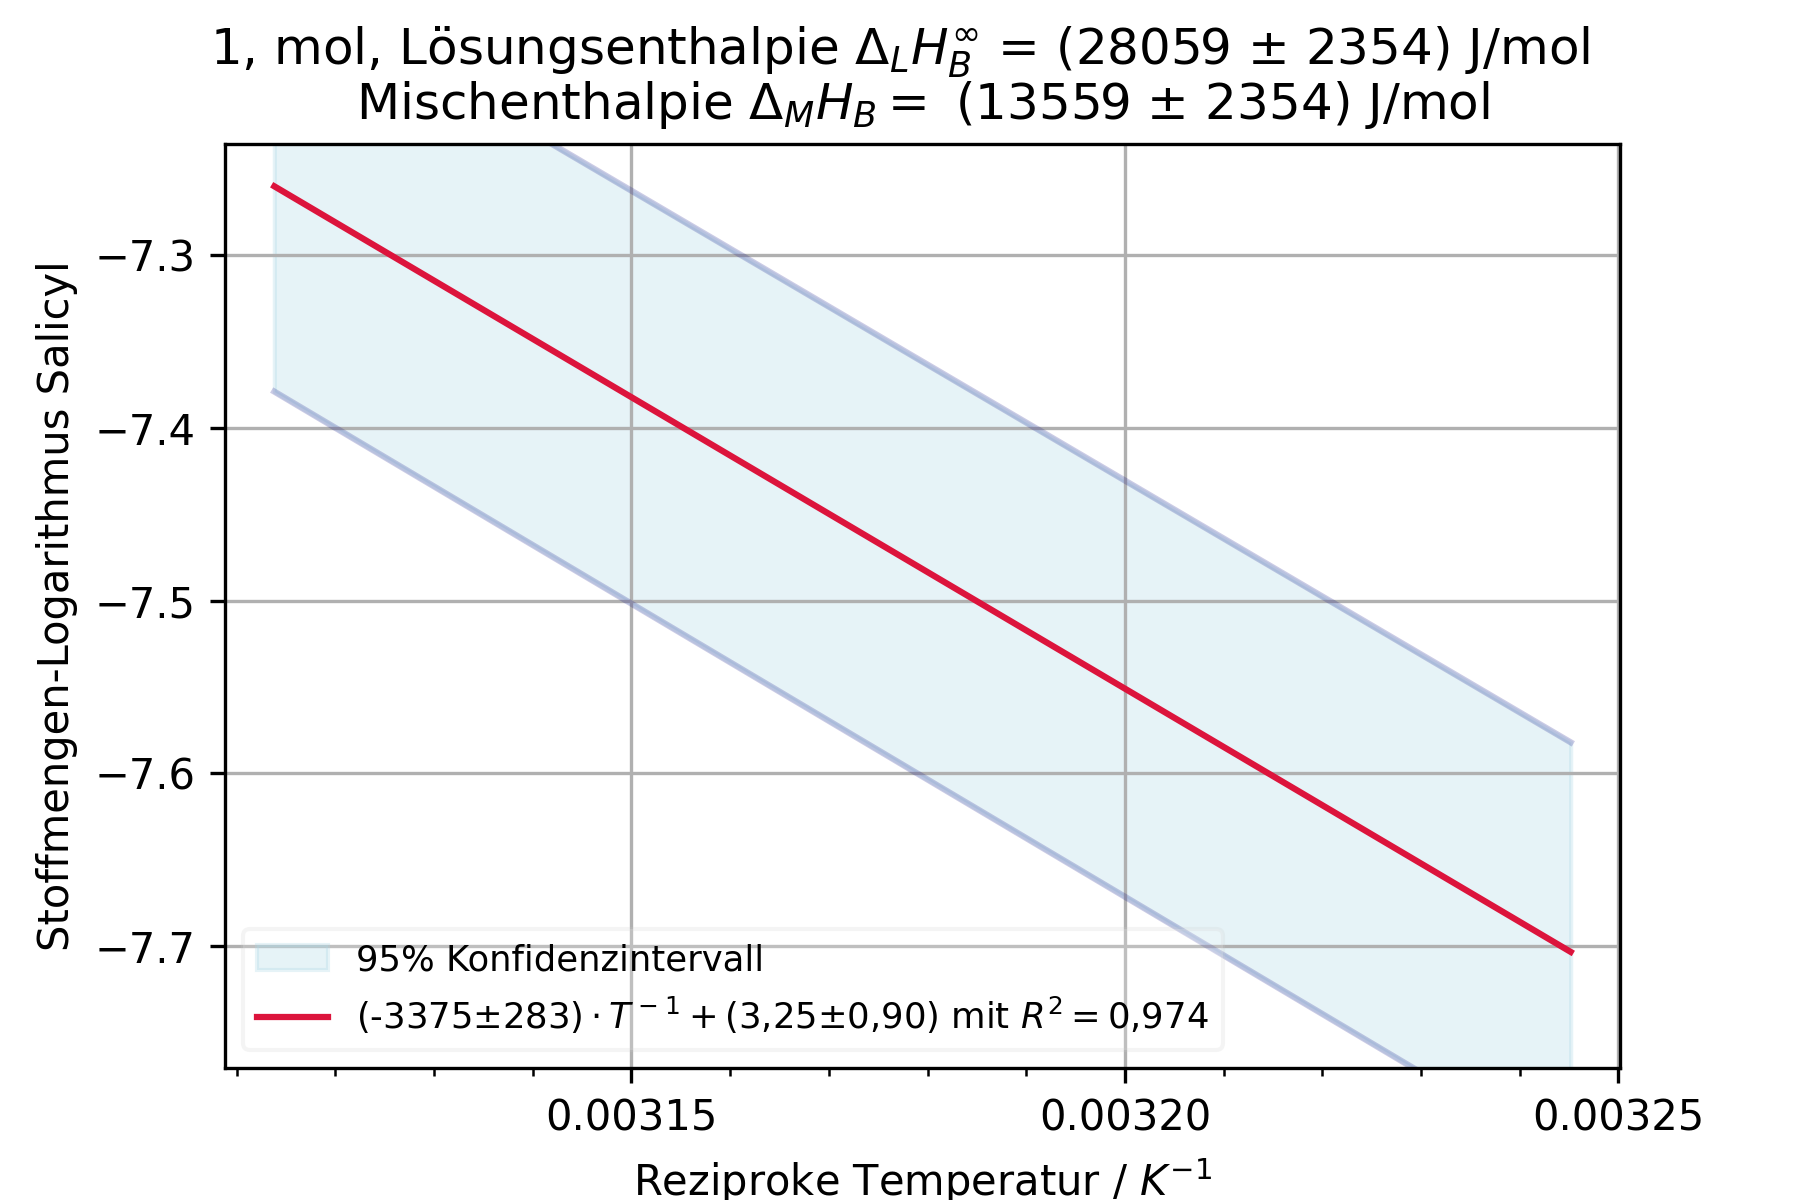 1, mol, Lösungsenthalpie Δ_L H_B^∞ = (28059 ± 2354) J/mol
Mischenthalpie Δ_M H_B = (13559 ± 2354) J/mol
Stoffmengen-Logarithmus Salicyl
−7.3
−7.4
−7.5
−7.6
−7.7
95% Konfidenzintervall
(-3375±283) · T^−1 + (3,25±0,90) mit R^2 = 0,974
0.00315 0.00320 0.00325
Reziproke Temperatur / K^−1